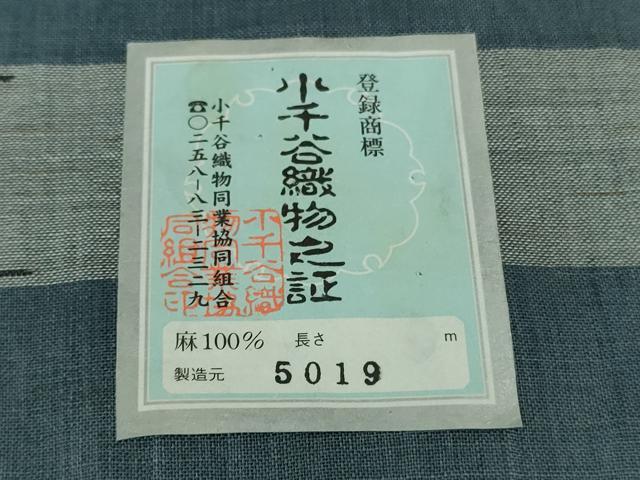 登録商標
小千谷織物之証
小千谷織物同業協同組合
☎〇二五八-八三-二三二九
小千谷織
物同業協
同組合印
麻100% 長さ m
製造元 5019